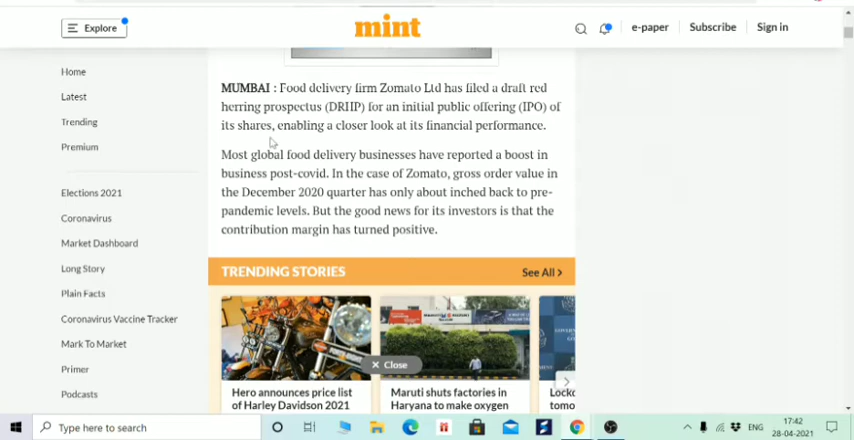 Explore
mint
e-paper
Subscribe
Sign in
Home
Latest
Trending
Premium
Elections 2021
Coronavirus
Market Dashboard
Long Story
Plain Facts
Coronavirus Vaccine Tracker
Mark To Market
Primer
Podcasts
MUMBAI : Food delivery firm Zomato Ltd has filed a draft red
herring prospectus (DRHP) for an initial public offering (IPO) of
its shares, enabling a closer look at its financial performance.
Most global food delivery businesses have reported a boost in
business post-covid. In the case of Zomato, gross order value in
the December 2020 quarter has only about inched back to pre-
pandemic levels. But the good news for its investors is that the
contribution margin has turned positive.
TRENDING STORIES
See All >
× Close
Hero announces price list
of Harley Davidson 2021
Maruti shuts factories in
Haryana to make oxygen
Type here to search
ENG
17:42
28-04-2021